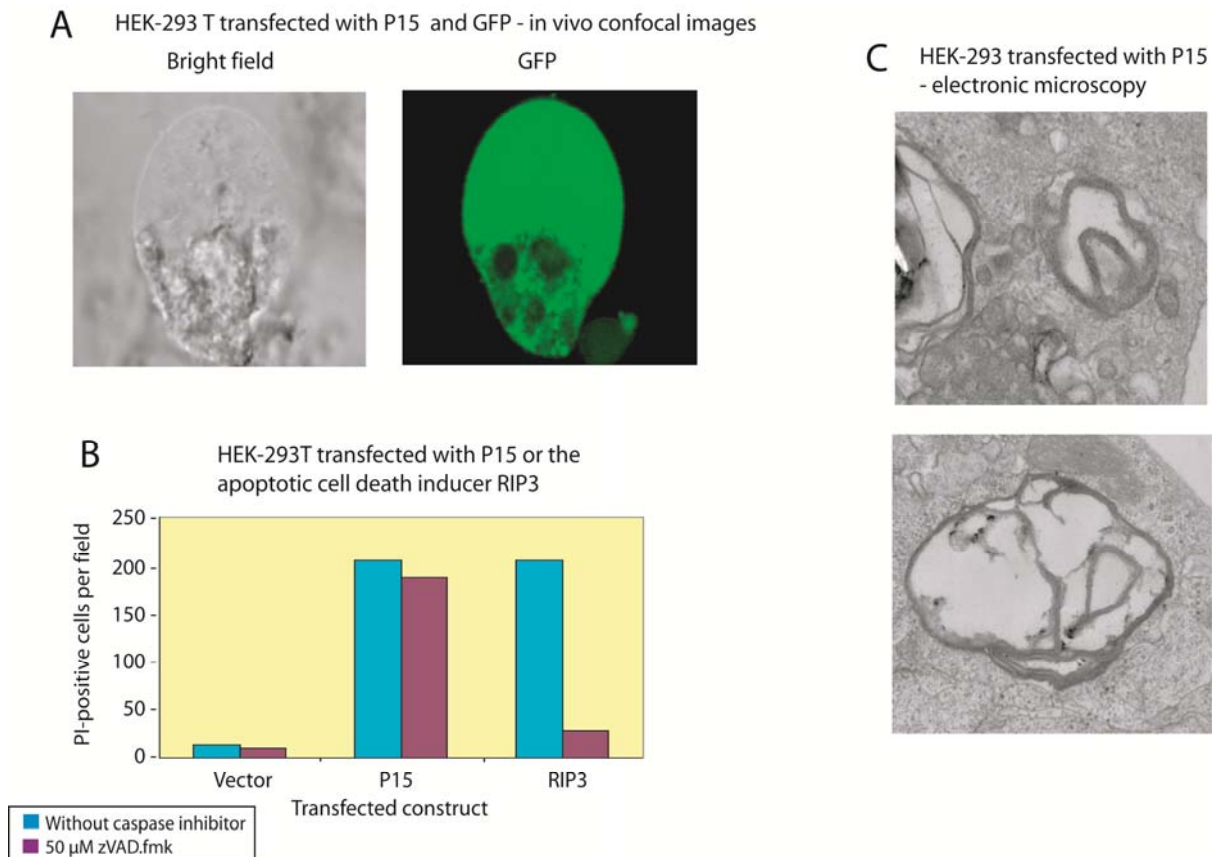 A
HEK-293 T transfected with P15 and GFP - in vivo confocal images
Bright field
GFP
B
HEK-293T transfected with P15 or the
apoptotic cell death inducer RIP3
PI-positive cells per field
250
200
150
100
50
0
Vector
P15
RIP3
Transfected construct
Without caspase inhibitor
50 µM zVAD.fmk
C
HEK-293 transfected with P15
- electronic microscopy